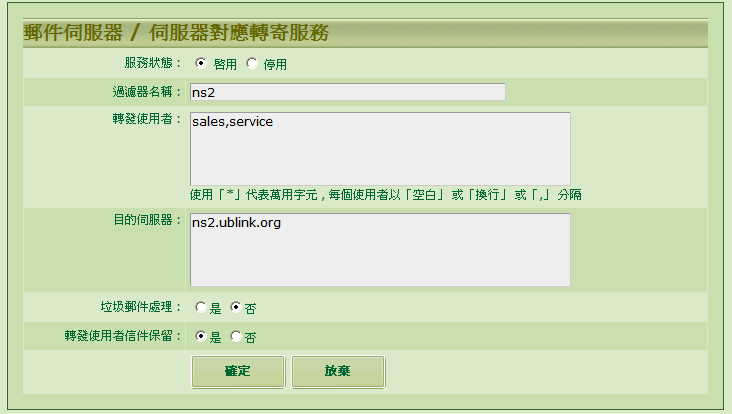 郵件伺服器 / 伺服器對應轉寄服務
服務狀態： 啓用 停用
過濾器名稱： ns2
轉發使用者： sales,service
使用「*」代表萬用字元，每個使用者以「空白」 或「換行」 或「,」 分隔
目的伺服器： ns2.ublink.org
垃圾郵件處理： 是 否
轉發使用者信件保留： 是 否
確定 放棄